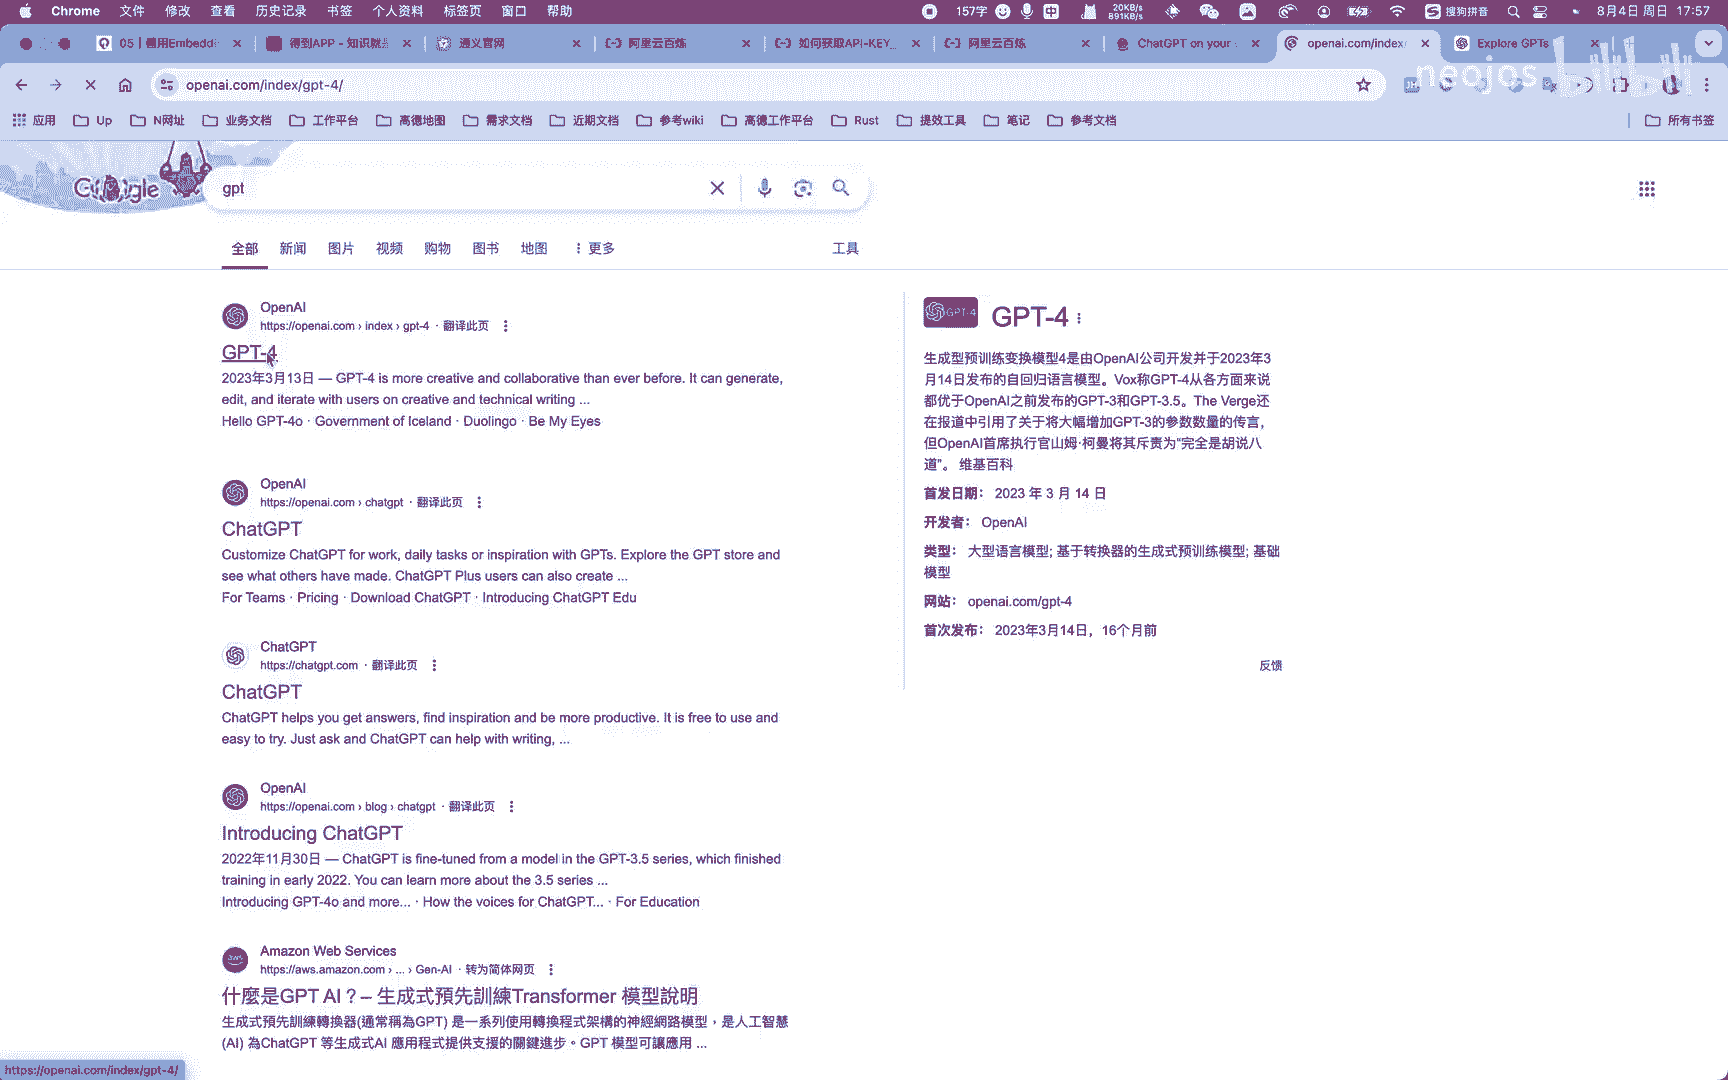 Chrome 文件 修改 查看 历史记录 书签 个人资料 标签页 窗口 帮助
157字 中 20KB/s 891KB/s 搜狗拼音 8月4日 周日 17:57
05 | 善用Embeddi 得到APP - 知识就是 通义官网 阿里云百炼 如何获取API-KEY_ 阿里云百炼 ChatGPT on your openai.com/index/ Explore GPTs
neojos bilibili
openai.com/index/gpt-4/
应用 Up N网址 业务文档 工作平台 高德地图 需求文档 近期文档 参考wiki 高德工作平台 Rust 提效工具 笔记 参考文档 所有书签
Google gpt
全部 新闻 图片 视频 购物 图书 地图 更多 工具
OpenAI
https://openai.com › index › gpt-4 · 翻译此页
GPT-4
2023年3月13日 — GPT-4 is more creative and collaborative than ever before. It can generate,
edit, and iterate with users on creative and technical writing ...
Hello GPT-4o · Government of Iceland · Duolingo · Be My Eyes
OpenAI
https://openai.com › chatgpt · 翻译此页
ChatGPT
Customize ChatGPT for work, daily tasks or inspiration with GPTs. Explore the GPT store and
see what others have made. ChatGPT Plus users can also create ...
For Teams · Pricing · Download ChatGPT · Introducing ChatGPT Edu
ChatGPT
https://chatgpt.com · 翻译此页
ChatGPT
ChatGPT helps you get answers, find inspiration and be more productive. It is free to use and
easy to try. Just ask and ChatGPT can help with writing, ...
OpenAI
https://openai.com › blog › chatgpt · 翻译此页
Introducing ChatGPT
2022年11月30日 — ChatGPT is fine-tuned from a model in the GPT-3.5 series, which finished
training in early 2022. You can learn more about the 3.5 series ...
Introducing GPT-4o and more... · How the voices for ChatGPT... · For Education
Amazon Web Services
https://aws.amazon.com › ... › Gen-AI · 转为简体网页
什麼是GPT AI？– 生成式預先訓練Transformer 模型說明
生成式預先訓練轉換器(通常稱為GPT) 是一系列使用轉換程式架構的神經網路模型，是人工智慧
(AI) 為ChatGPT 等生成式AI 應用程式提供支援的關鍵進步。GPT 模型可讓應用 ...
GPT-4
GPT-4
生成型预训练变换模型4是由OpenAI公司开发并于2023年3
月14日发布的自回归语言模型。Vox称GPT-4从各方面来说
都优于OpenAI之前发布的GPT-3和GPT-3.5。The Verge还
在报道中引用了关于将大幅增加GPT-3的参数数量的传言，
但OpenAI首席执行官山姆·柯曼将其斥责为“完全是胡说八
道”。 维基百科
首发日期： 2023 年 3 月 14 日
开发者： OpenAI
类型： 大型语言模型; 基于转换器的生成式预训练模型; 基础
模型
网站： openai.com/gpt-4
首次发布： 2023年3月14日，16个月前
反馈
https://openai.com/index/gpt-4/